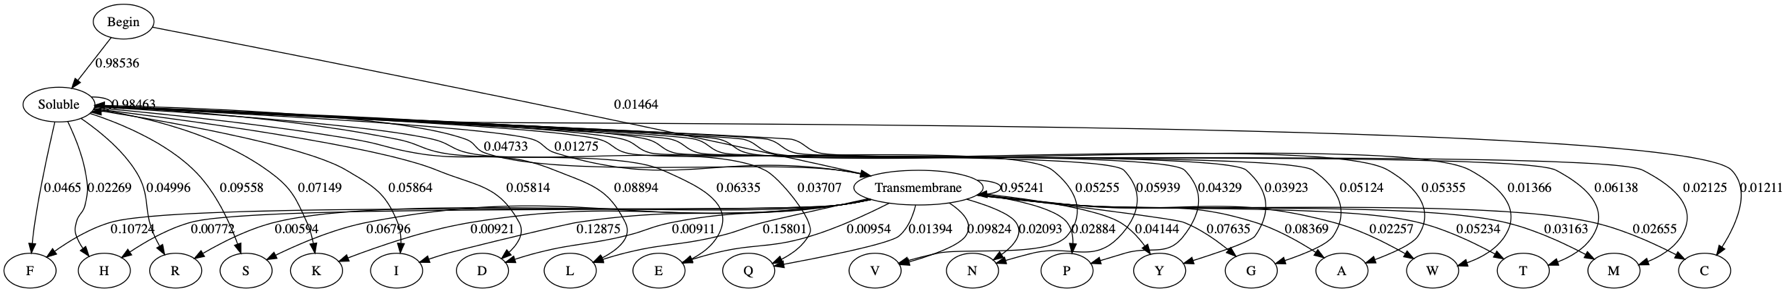 Begin
0.98536
Soluble
0.98463
0.01464
0.04733
0.01275
0.0465
0.02269
0.04996
0.09558
0.07149
0.05864
0.05814
0.08894
0.06335
0.03707
Transmembrane
0.95241
0.05255
0.05939
0.04329
0.03923
0.05124
0.05355
0.01366
0.06138
0.02125
0.01211
0.10724
0.00772
0.00594
0.06796
0.00921
0.12875
0.00911
0.15801
0.00954
0.01394
0.09824
0.02093
0.02884
0.04144
0.07635
0.08369
0.02257
0.05234
0.03163
0.02655
F
H
R
S
K
I
D
L
E
Q
V
N
P
Y
G
A
W
T
M
C